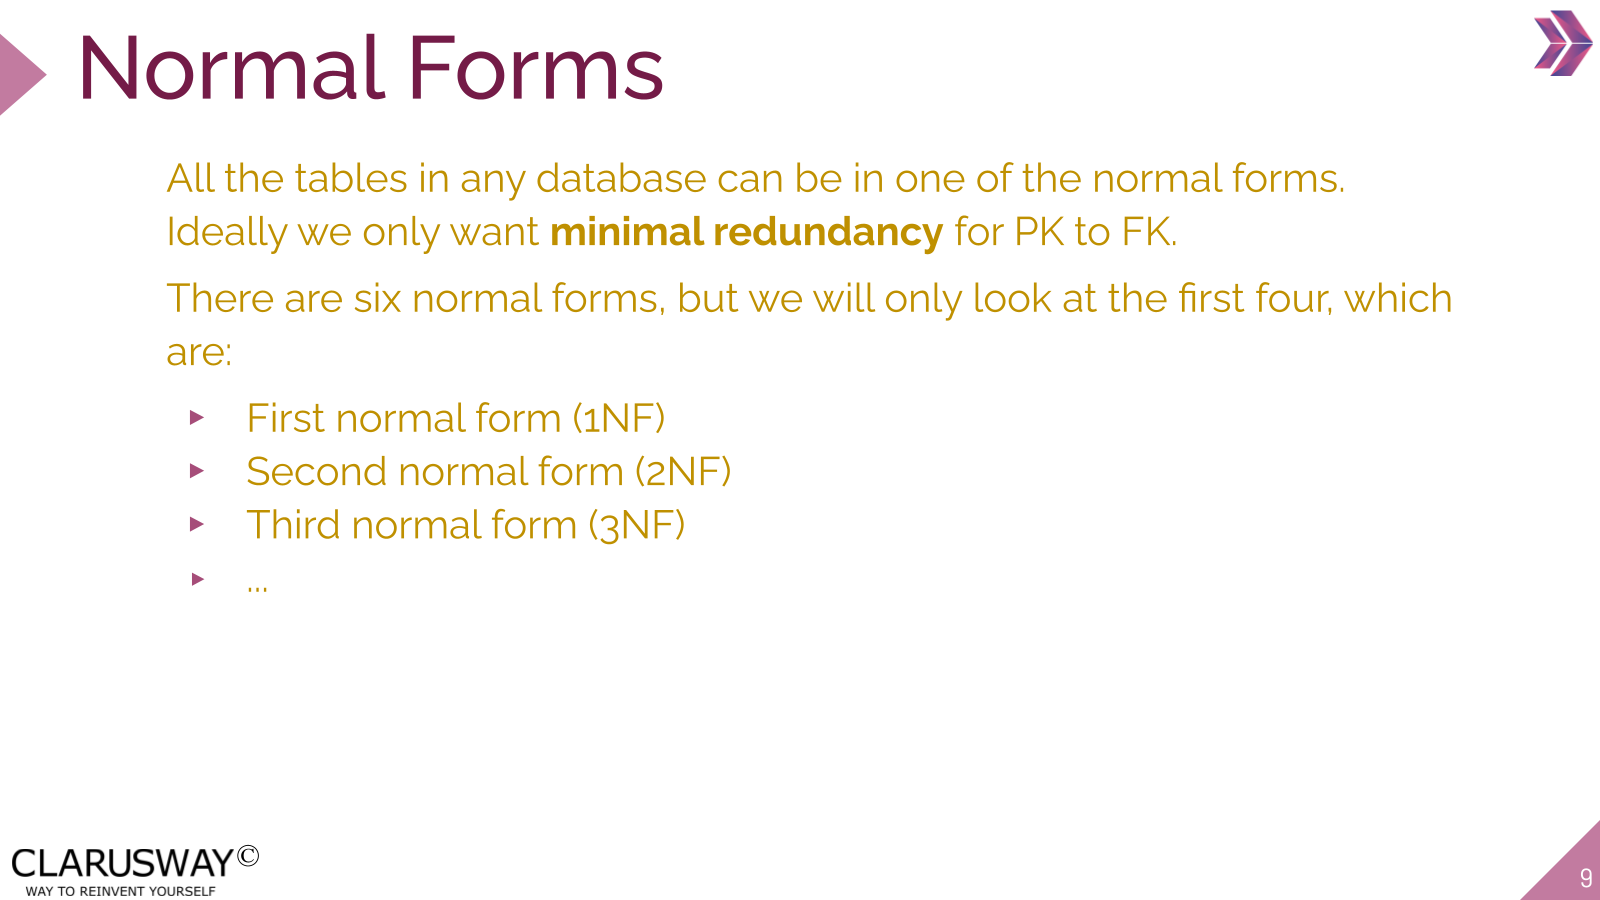 Normal Forms
All the tables in any database can be in one of the normal forms.
Ideally we only want minimal redundancy for PK to FK.
There are six normal forms, but we will only look at the first four, which
are:
▸ First normal form (1NF)
▸ Second normal form (2NF)
▸ Third normal form (3NF)
▸ ...
CLARUSWAY©
WAY TO REINVENT YOURSELF
9